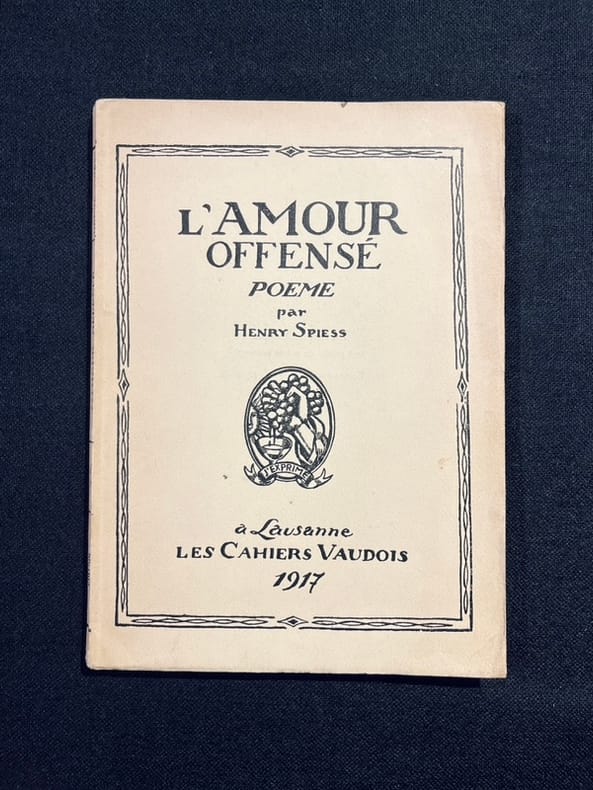 L'AMOUR
OFFENSÉ
POEME
par
HENRY SPIESS
J'EXPRIME
à Lausanne
LES CAHIERS VAUDOIS
1917